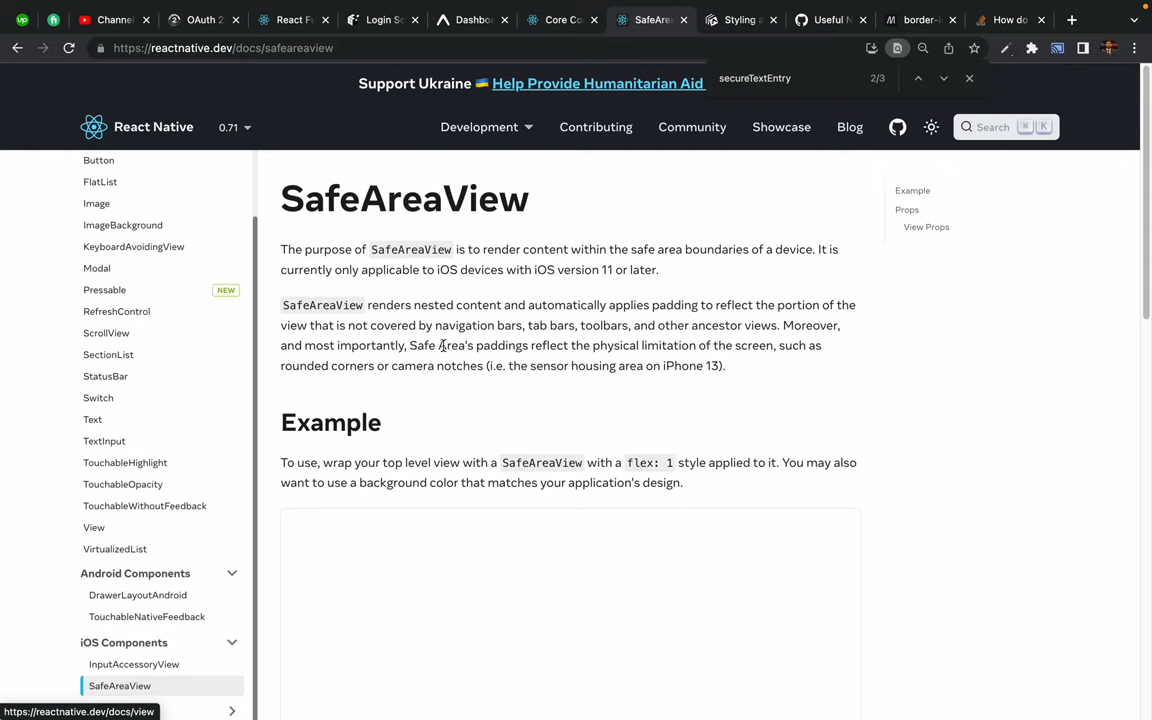 Channel
OAuth 2
React Fu
Login Sc
Dashboa
Core Co
SafeArea
Styling a
Useful N
border-
How do
https://reactnative.dev/docs/safeareaview
secureTextEntry
2/3
Support Ukraine 🇺🇦 Help Provide Humanitarian Aid
React Native
0.71
Development
Contributing
Community
Showcase
Blog
Search ⌘ K
Button
FlatList
Image
ImageBackground
KeyboardAvoidingView
Modal
Pressable
NEW
RefreshControl
ScrollView
SectionList
StatusBar
Switch
Text
TextInput
TouchableHighlight
TouchableOpacity
TouchableWithoutFeedback
View
VirtualizedList
Android Components
DrawerLayoutAndroid
TouchableNativeFeedback
iOS Components
InputAccessoryView
SafeAreaView
https://reactnative.dev/docs/view
SafeAreaView
The purpose of SafeAreaView is to render content within the safe area boundaries of a device. It is
currently only applicable to iOS devices with iOS version 11 or later.
SafeAreaView renders nested content and automatically applies padding to reflect the portion of the
view that is not covered by navigation bars, tab bars, toolbars, and other ancestor views. Moreover,
and most importantly, Safe Area's paddings reflect the physical limitation of the screen, such as
rounded corners or camera notches (i.e. the sensor housing area on iPhone 13).
Example
To use, wrap your top level view with a SafeAreaView with a flex: 1 style applied to it. You may also
want to use a background color that matches your application's design.
Example
Props
View Props